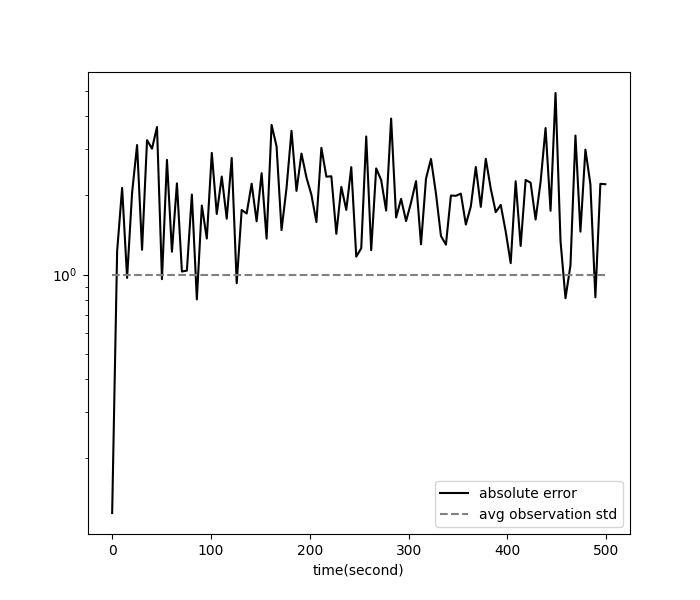 10⁰
0 100 200 300 400 500
time(second)
absolute error
avg observation std